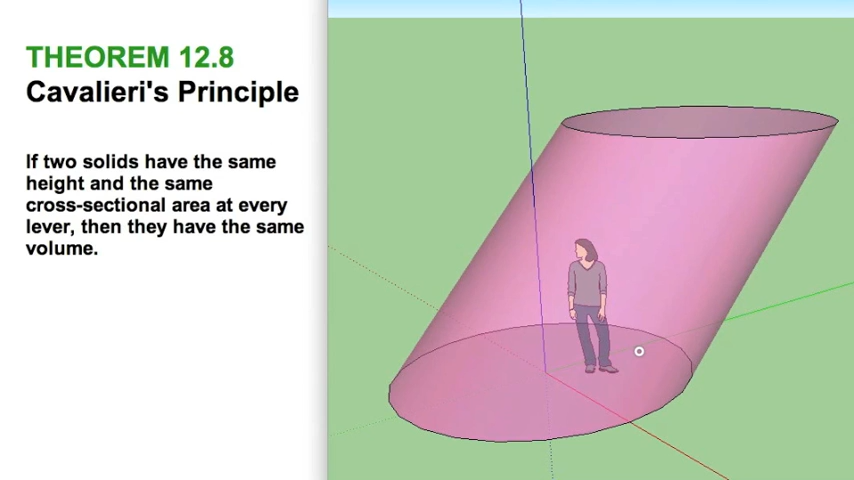 THEOREM 12.8
Cavalieri's Principle
If two solids have the same
height and the same
cross-sectional area at every
lever, then they have the same
volume.